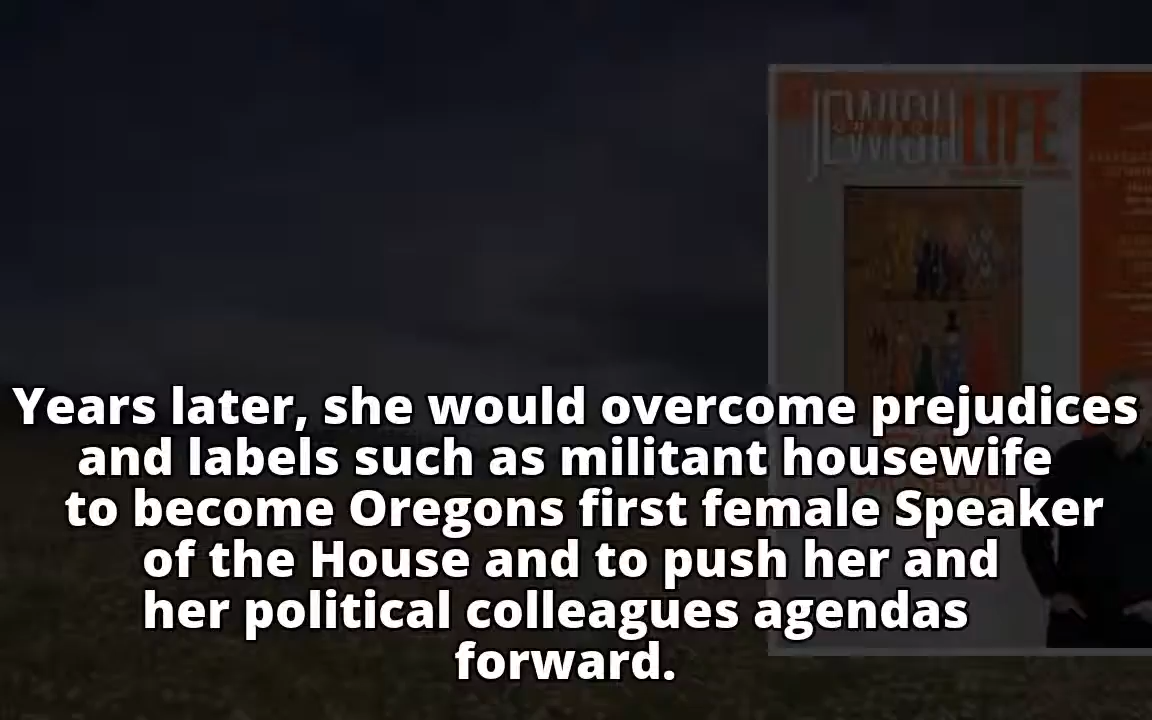 JEWISH LIFE
OREGON
Years later, she would overcome prejudices
and labels such as militant housewife
to become Oregons first female Speaker
of the House and to push her and
her political colleagues agendas
forward.